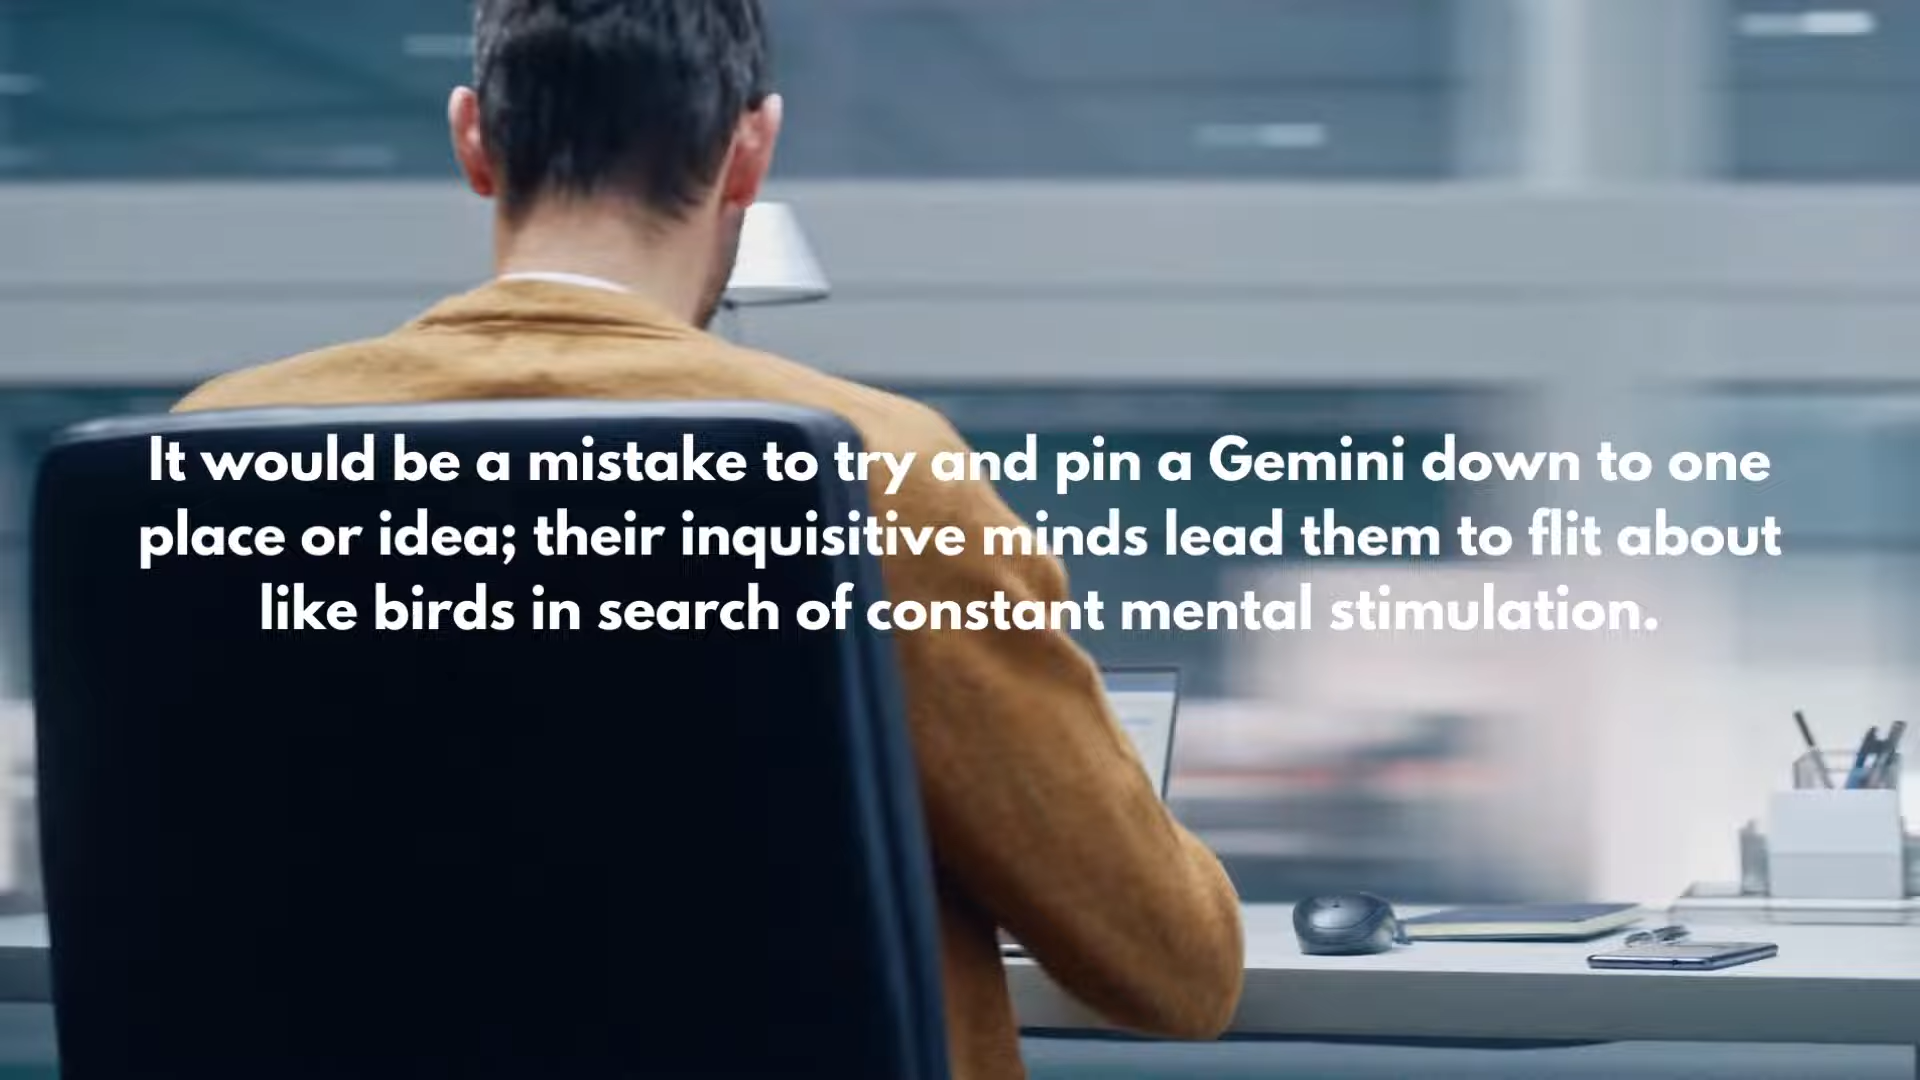 It would be a mistake to try and pin a Gemini down to one
place or idea; their inquisitive minds lead them to flit about
like birds in search of constant mental stimulation.